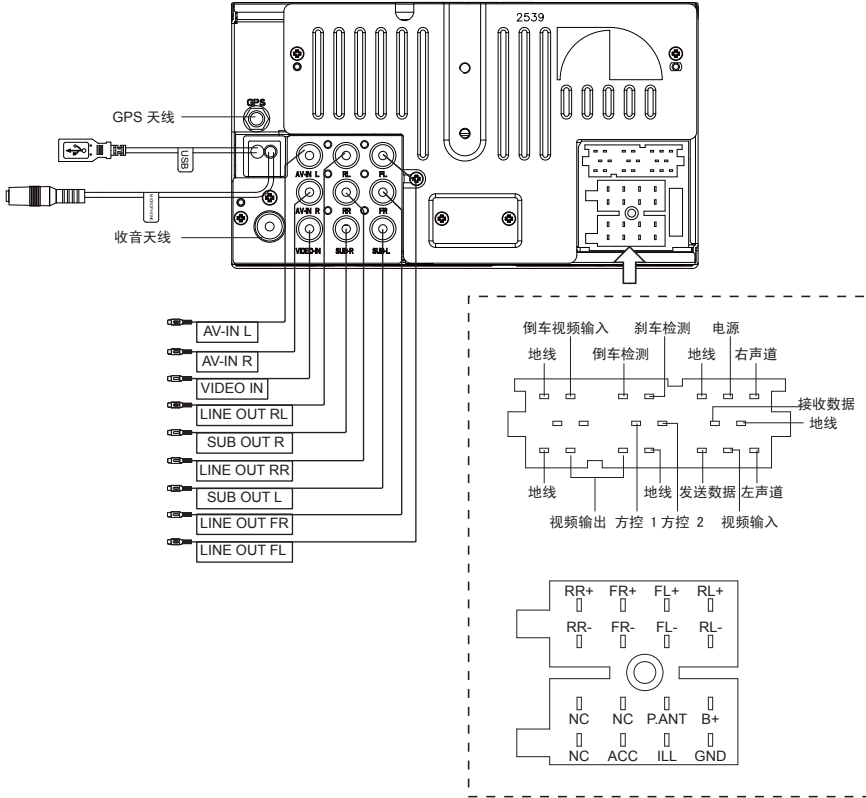 2539
GPS
GPS 天线
USB
MICROPHONE
收音天线
AV-IN L RL FL
AV-IN R RR FR
VIDEO-IN SUB-R SUB-L
AV-IN L
AV-IN R
VIDEO IN
LINE OUT RL
SUB OUT R
LINE OUT RR
SUB OUT L
LINE OUT FR
LINE OUT FL
倒车视频输入 刹车检测 电源
地线 倒车检测 地线 右声道
接收数据
地线
地线 地线 发送数据 左声道
视频输出 方控 1 方控 2 视频输入
RR+ FR+ FL+ RL+
RR- FR- FL- RL-
NC NC P.ANT B+
NC ACC ILL GND